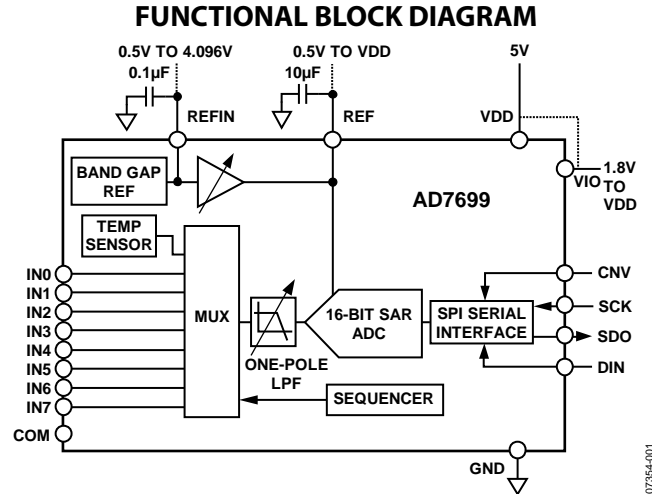 FUNCTIONAL BLOCK DIAGRAM
0.5V TO 4.096V
0.1µF
REFIN
0.5V TO VDD
10µF
REF
5V
VDD
VIO
1.8V
TO
VDD
BAND GAP
REF
AD7699
TEMP
SENSOR
IN0
IN1
IN2
IN3
IN4
IN5
IN6
IN7
COM
MUX
ONE-POLE
LPF
16-BIT SAR
ADC
SPI SERIAL
INTERFACE
CNV
SCK
SDO
DIN
SEQUENCER
GND
07354-001